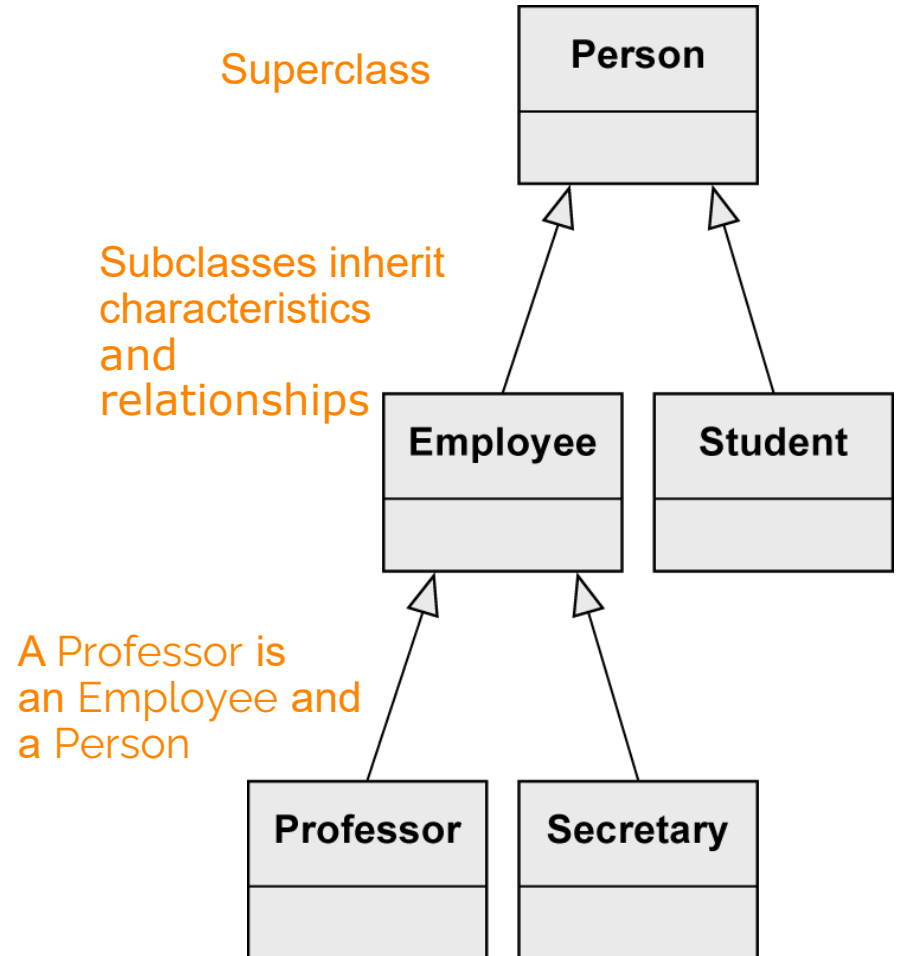 Superclass
Person
Subclasses inherit
characteristics
and
relationships
Employee
Student
A Professor is
an Employee and
a Person
Professor
Secretary